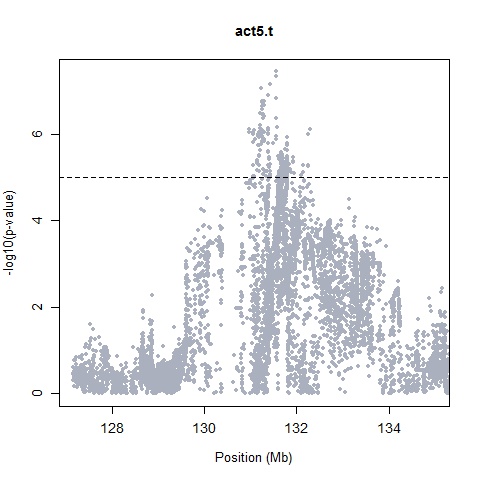 act5.t
-log10(p-value)
6
4
2
0
128 130 132 134
Position (Mb)